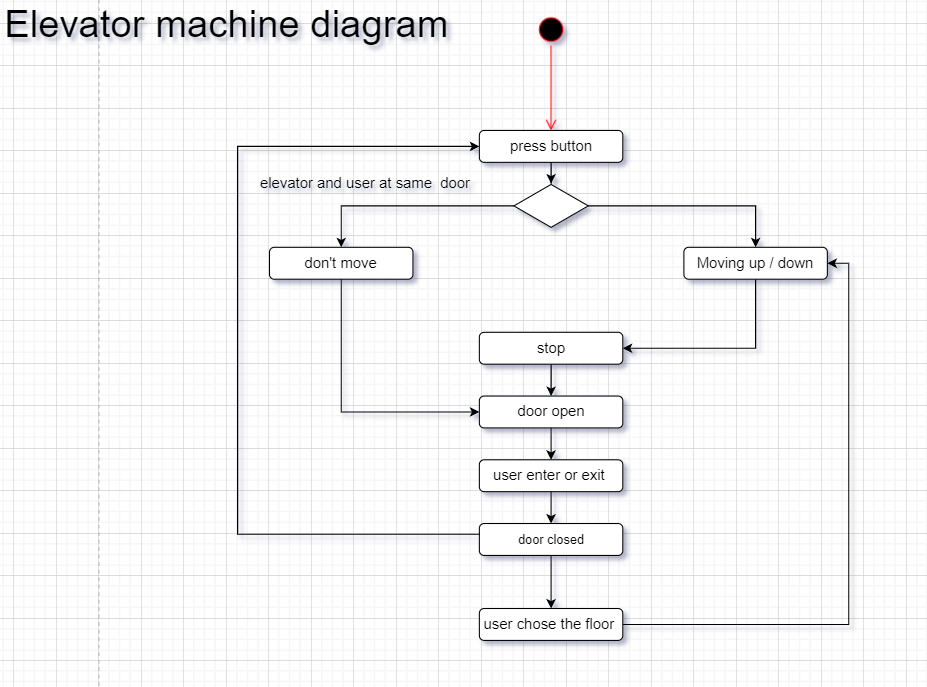 Elevator machine diagram
press button
elevator and user at same  door
don't move
Moving up / down
stop
door open
user enter or exit
door closed
user chose the floor